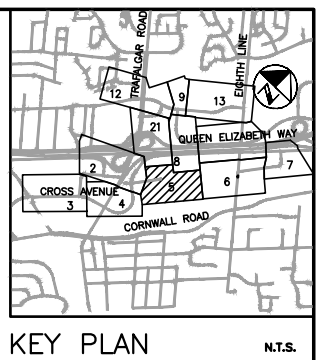 TRAFALGAR ROAD
EIGHTH LINE
12
9
13
21
QUEEN ELIZABETH WAY
2
8
7
CROSS AVENUE
5
6
3
4
CORNWALL ROAD
KEY PLAN
N.T.S.